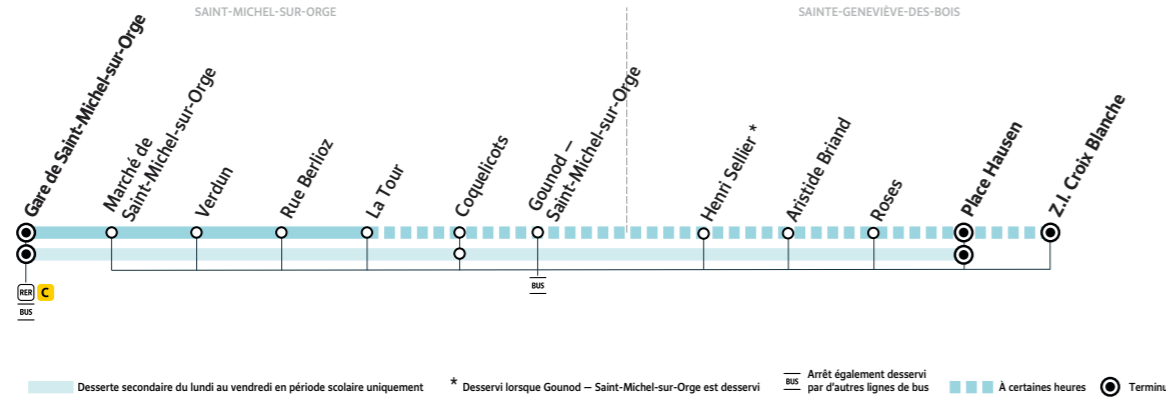 SAINT-MICHEL-SUR-ORGE
SAINTE-GENEVIÈVE-DES-BOIS
Gare de Saint-Michel-sur-Orge
Marché de
Saint-Michel-sur-Orge
Verdun
Rue Berlioz
La Tour
Coquelicots
Gounod –
Saint-Michel-sur-Orge
Henri Sellier *
Aristide Briand
Roses
Place Hausen
Z.I. Croix Blanche
RER C
BUS
BUS
Desserte secondaire du lundi au vendredi en période scolaire uniquement
* Desservi lorsque Gounod – Saint-Michel-sur-Orge est desservi
BUS
Arrêt également desservi
par d'autres lignes de bus
À certaines heures
Terminu